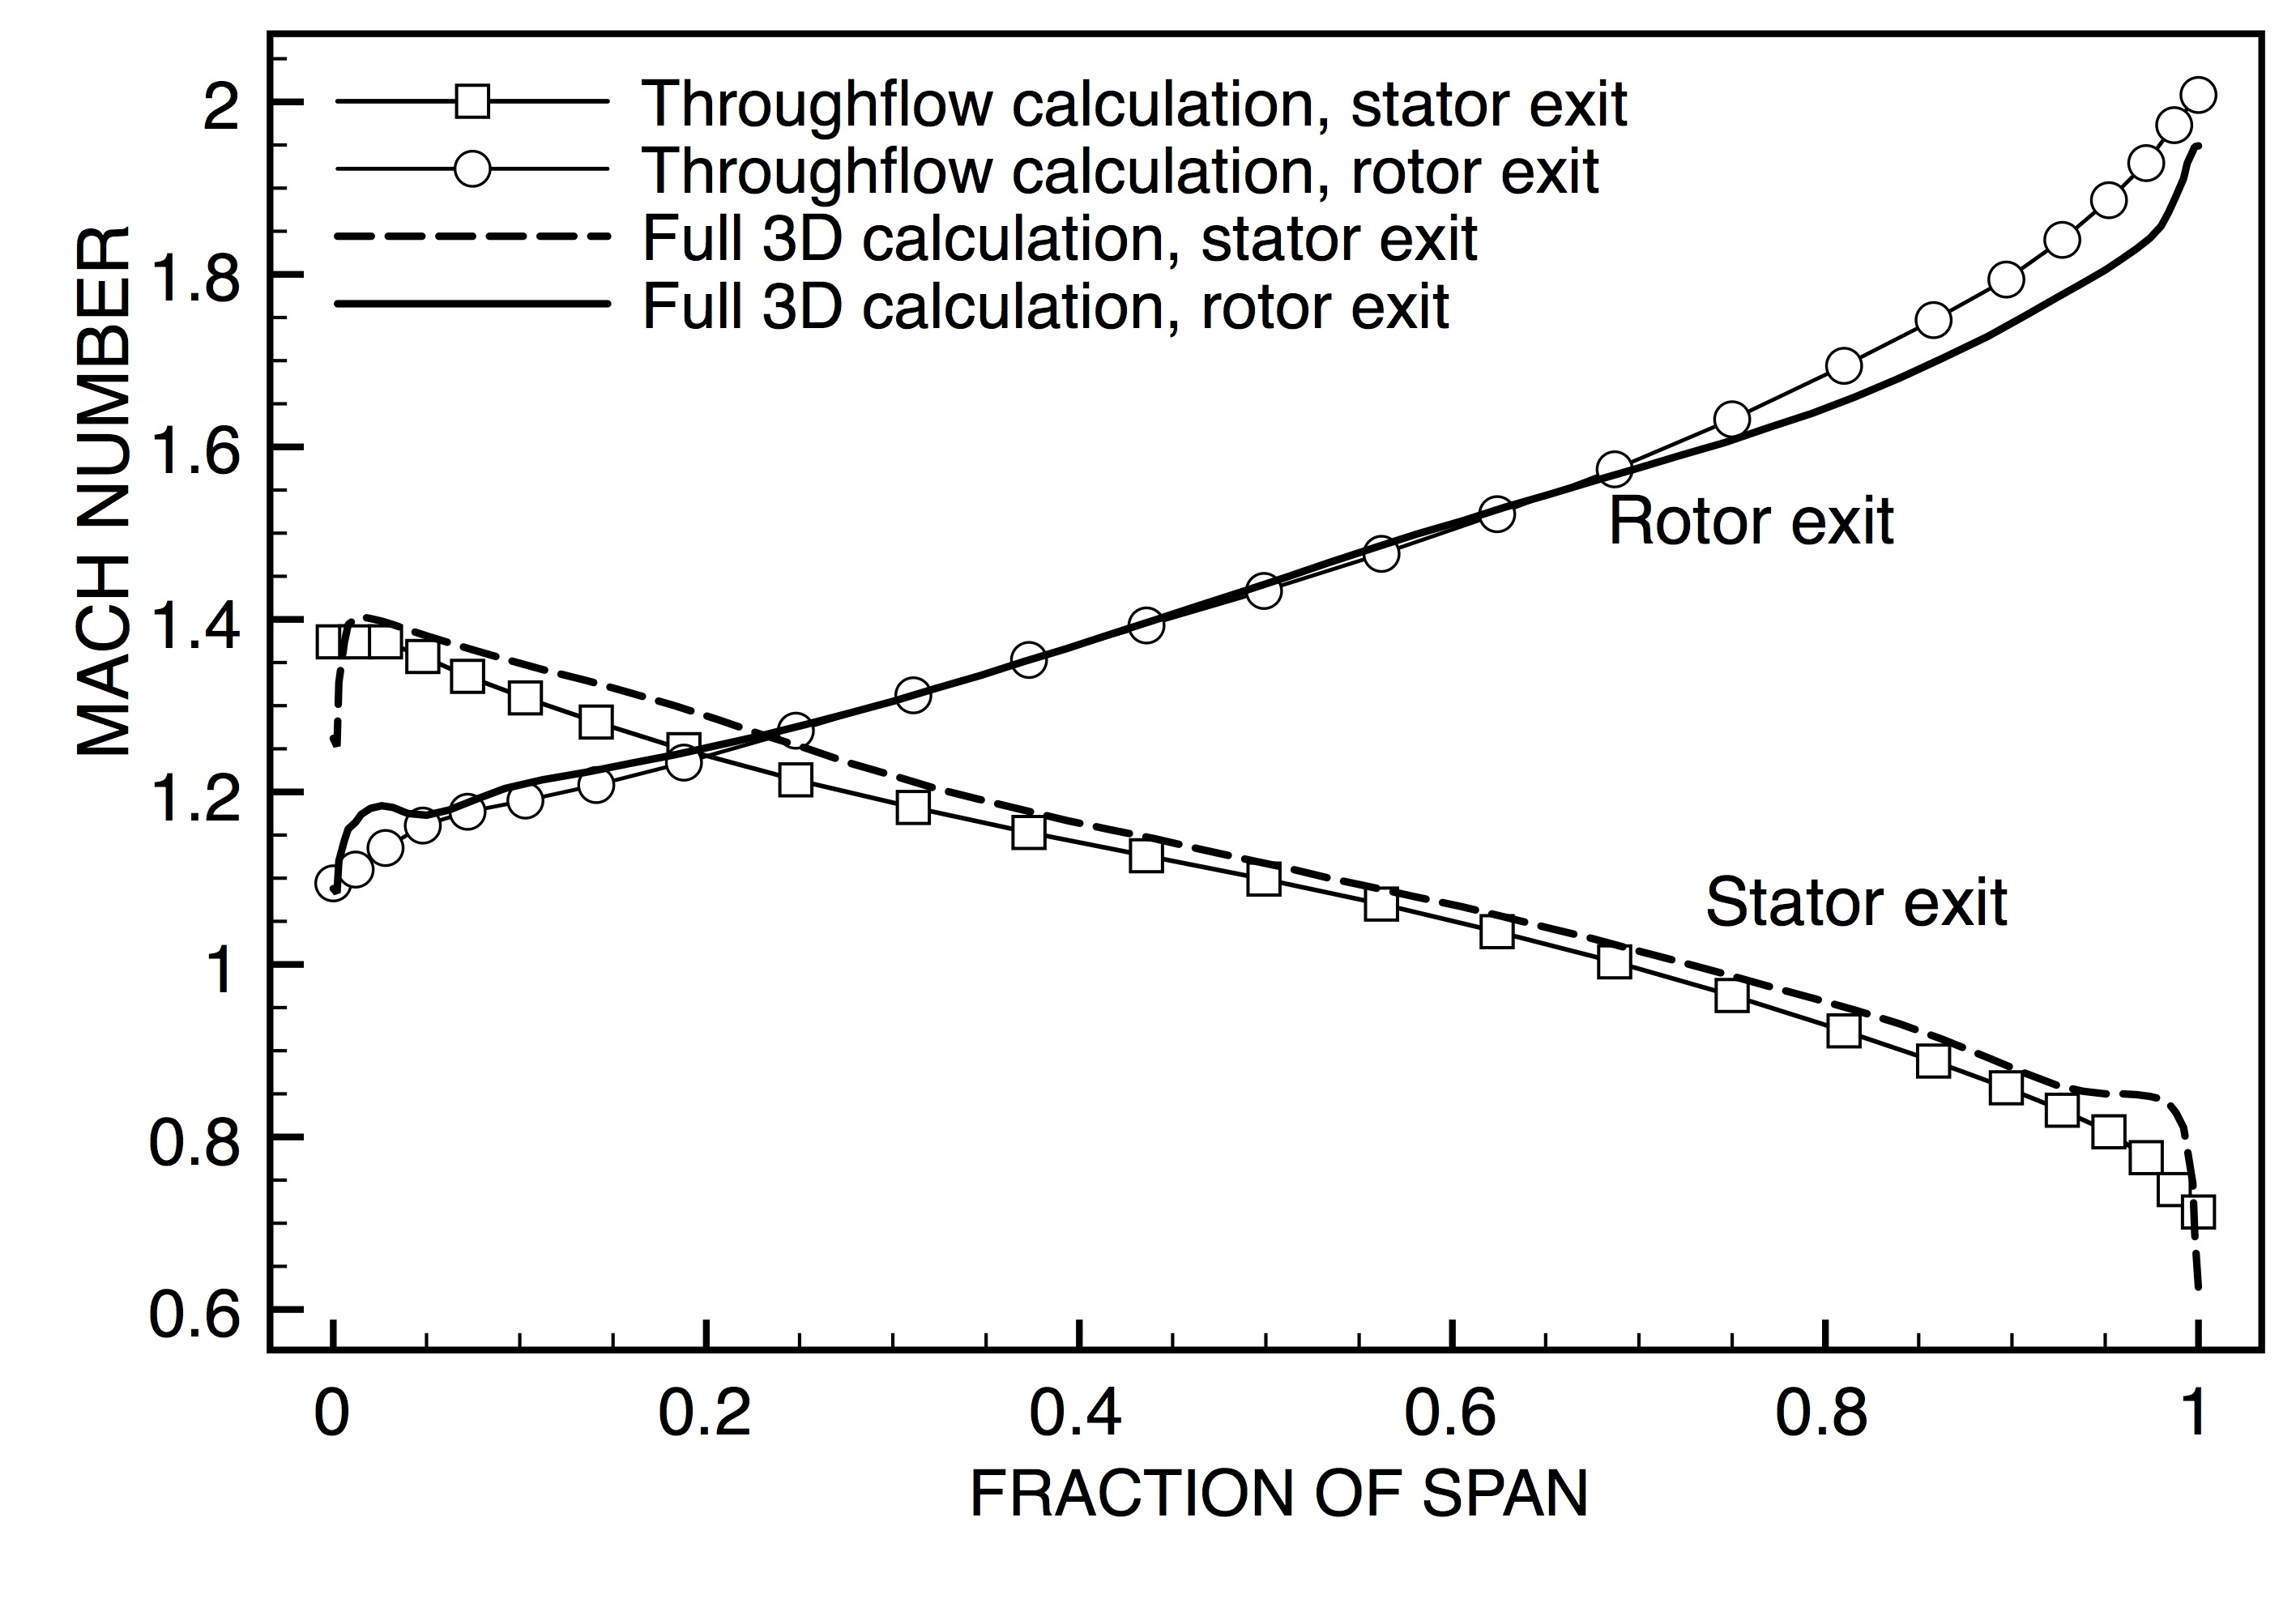 Throughflow calculation, stator exit
Throughflow calculation, rotor exit
Full 3D calculation, stator exit
Full 3D calculation, rotor exit
MACH NUMBER
2
1.8
1.6
1.4
1.2
1
0.8
0.6
Rotor exit
Stator exit
0 0.2 0.4 0.6 0.8 1
FRACTION OF SPAN